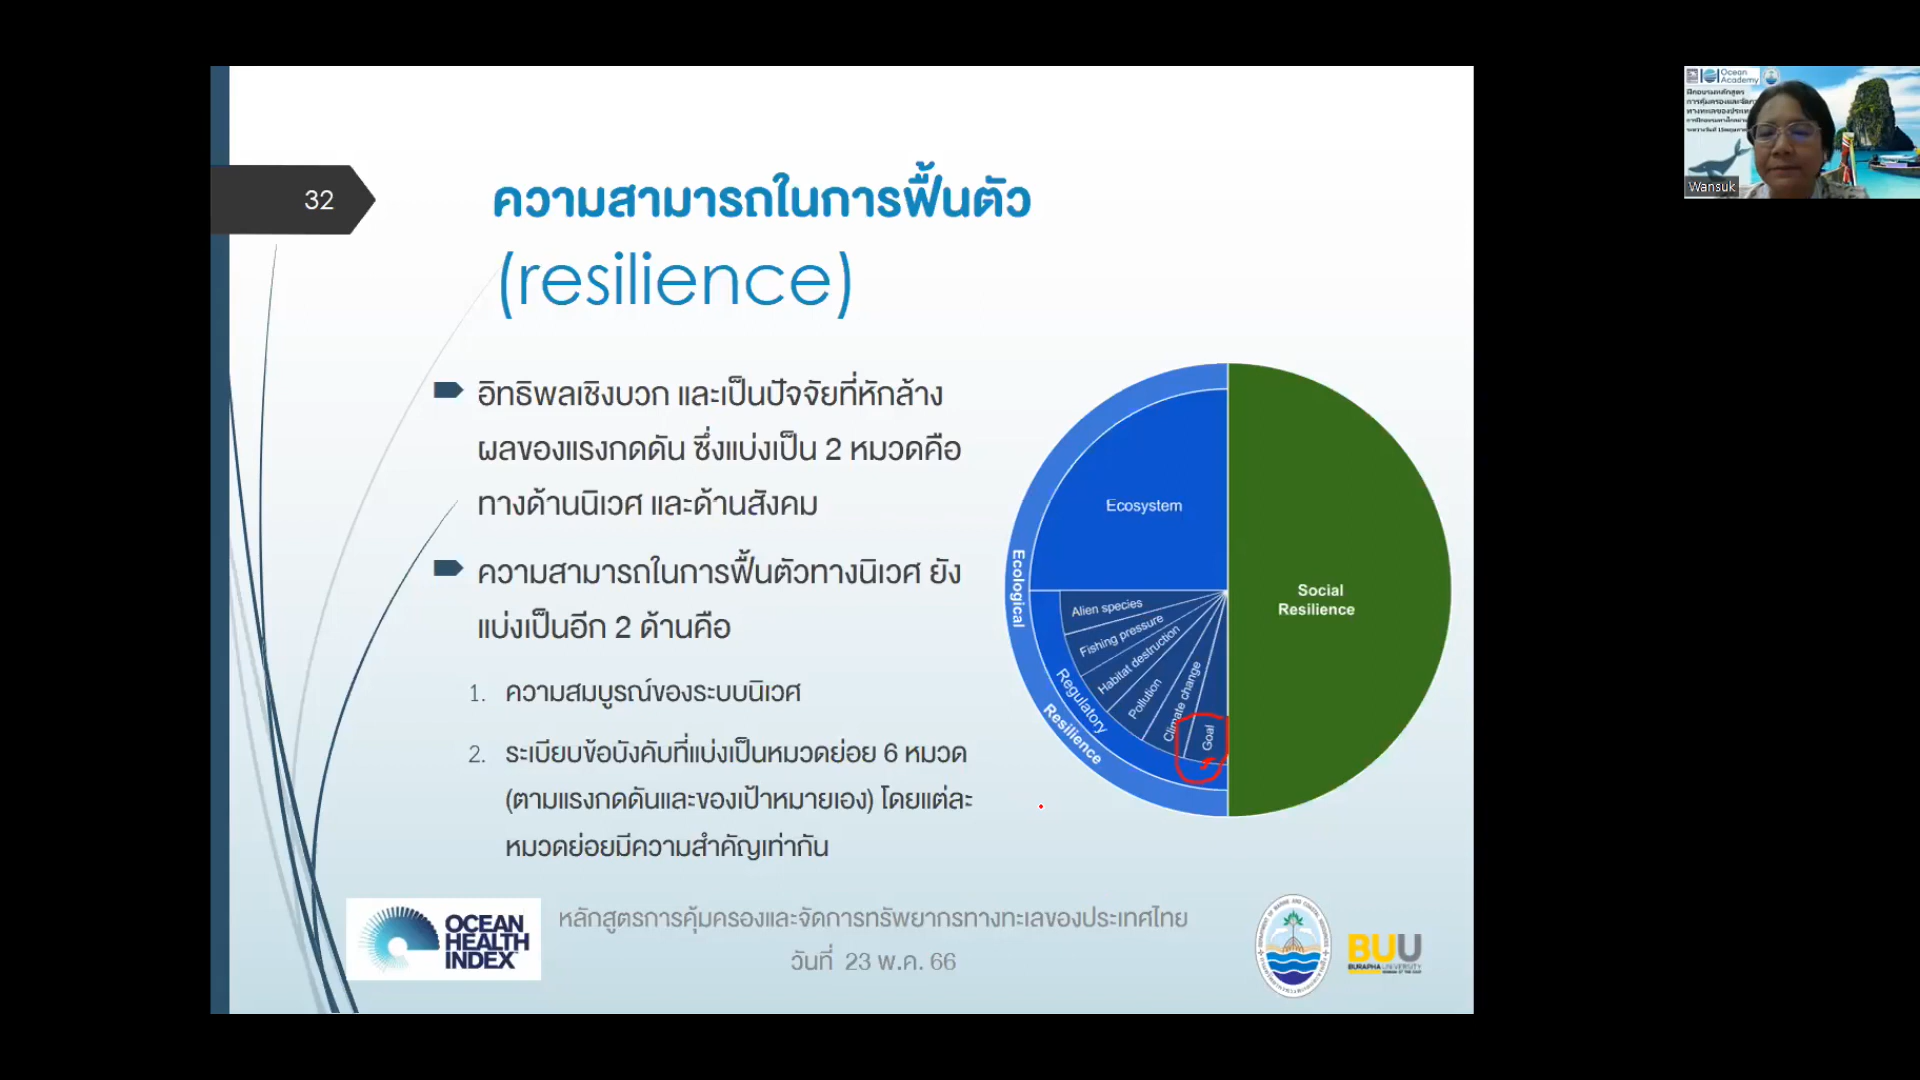 32
ความสามารถในการฟื้นตัว
(resilience)
อิทธิพลเชิงบวก และเป็นปัจจัยที่หักล้าง
ผลของแรงกดดัน ซึ่งแบ่งเป็น 2 หมวดคือ
ทางด้านนิเวศ และด้านสังคม
ความสามารถในการฟื้นตัวทางนิเวศ ยัง
แบ่งเป็นอีก 2 ด้านคือ
1. ความสมบูรณ์ของระบบนิเวศ
2. ระเบียบข้อบังคับที่แบ่งเป็นหมวดย่อย 6 หมวด
(ตามแรงกดดันและของเป้าหมายเอง) โดยแต่ละ
หมวดย่อยมีความสำคัญเท่ากัน
Ecosystem
Ecological
Resilience
Regulatory
Alien species
Fishing pressure
Habitat destruction
Pollution
Climate change
Goal
Social
Resilience
OCEAN
HEALTH
INDEX
หลักสูตรการคุ้มครองและจัดการทรัพยากรทางทะเลของประเทศไทย
วันที่ 23 พ.ค. 66
BUU
BURAPHA UNIVERSITY
Ocean
Academy
ฝึกอบรมหลักสูตร
Wansuk